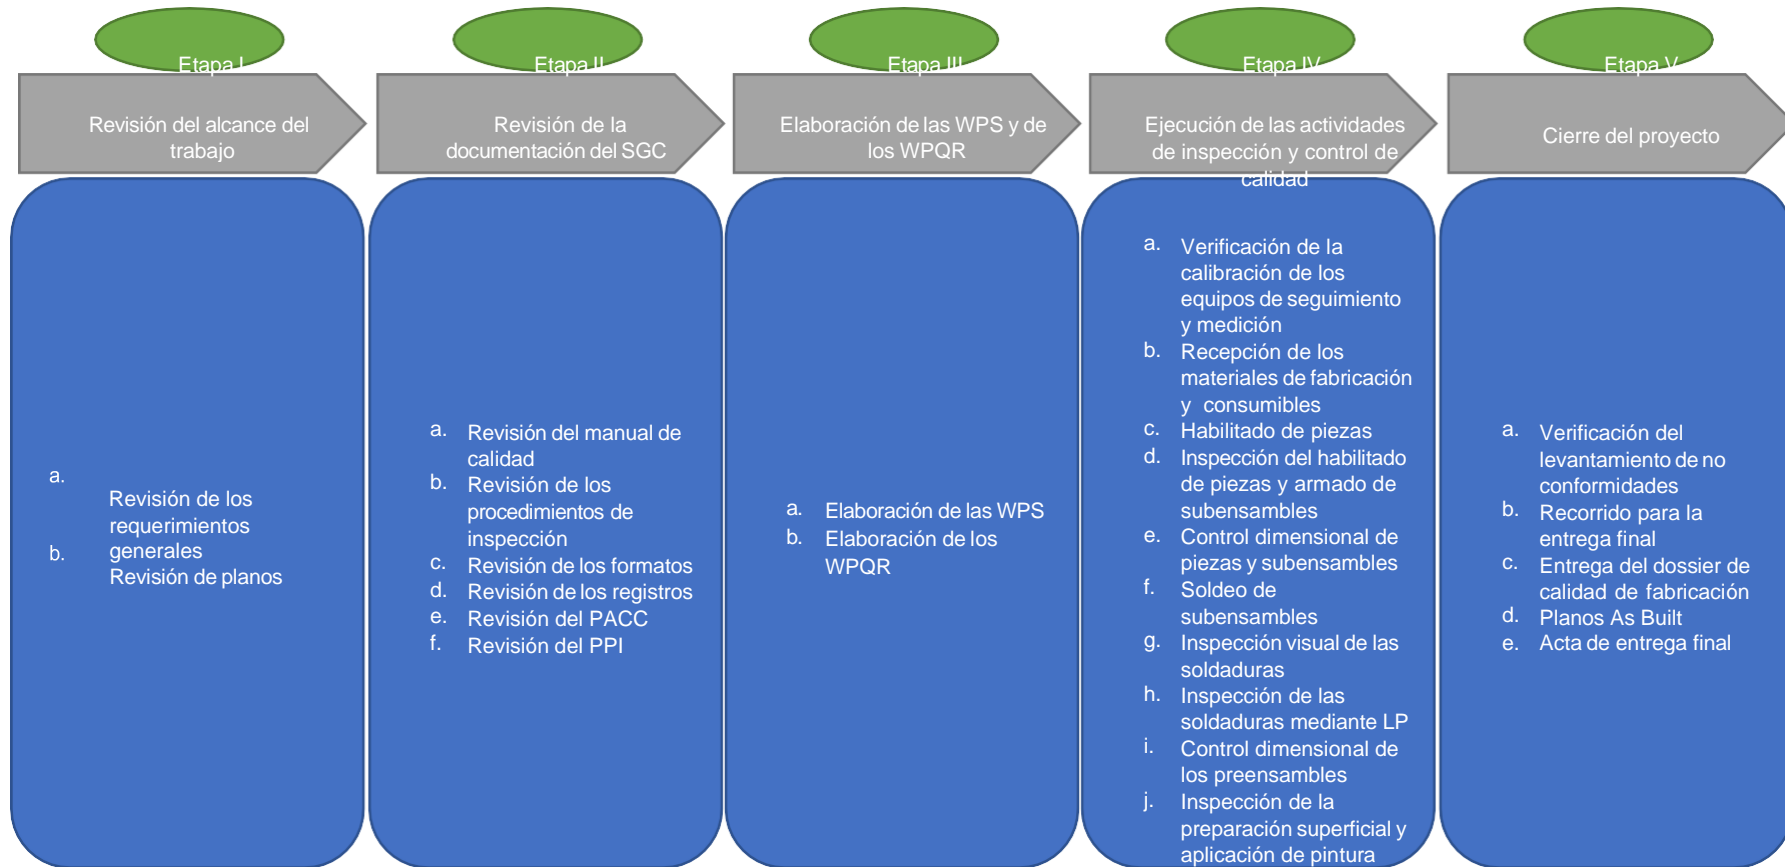 Etapa I
Revisión del alcance del
trabajo
a.
Revisión de los
requerimientos
generales
b.
Revisión de planos
Etapa II
Revisión de la
documentación del SGC
a. Revisión del manual de
calidad
b. Revisión de los
procedimientos de
inspección
c. Revisión de los formatos
d. Revisión de los registros
e. Revisión del PACC
f. Revisión del PPI
Etapa III
Elaboración de las WPS y de
los WPQR
a. Elaboración de las WPS
b. Elaboración de los
WPQR
Etapa IV
Ejecución de las actividades
de inspección y control de
calidad
a. Verificación de la
calibración de los
equipos de seguimiento
y medición
b. Recepción de los
materiales de fabricación
y consumibles
c. Habilitado de piezas
d. Inspección del habilitado
de piezas y armado de
subensambles
e. Control dimensional de
piezas y subensambles
f. Soldeo de
subensambles
g. Inspección visual de las
soldaduras
h. Inspección de las
soldaduras mediante LP
i. Control dimensional de
los preensambles
j. Inspección de la
preparación superficial y
aplicación de pintura
Etapa V
Cierre del proyecto
a. Verificación del
levantamiento de no
conformidades
b. Recorrido para la
entrega final
c. Entrega del dossier de
calidad de fabricación
d. Planos As Built
e. Acta de entrega final